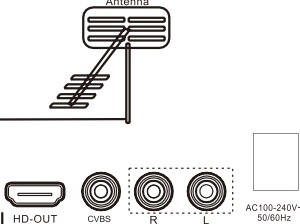 Antenna
HD-OUT
CVBS
R
L
AC100-240V~
50/60Hz